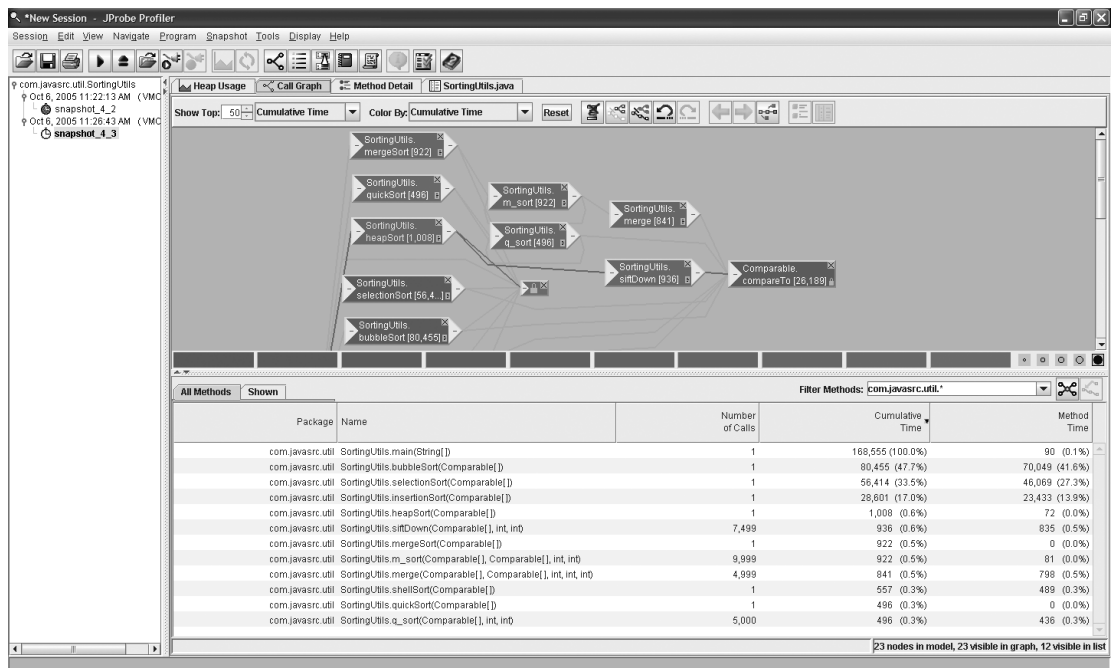 *New Session - JProbe Profiler
Session Edit View Navigate Program Snapshot Tools Display Help
com.javasrc.util.SortingUtils
Oct 6, 2005 11:22:13 AM (VMC
snapshot_4_2
Oct 6, 2005 11:26:43 AM (VMC
snapshot_4_3
Heap Usage Call Graph Method Detail SortingUtils.java
Show Top: 50 Cumulative Time Color By: Cumulative Time Reset
SortingUtils.
mergeSort [922]
SortingUtils.
quickSort [496]
SortingUtils.
m_sort [922]
SortingUtils.
merge [841]
SortingUtils.
heapSort [1,008]
SortingUtils.
q_sort [496]
SortingUtils.
siftDown [936]
Comparable.
compareTo [26,189]
SortingUtils.
selectionSort [56,4...]
SortingUtils.
bubbleSort [80,455]
All Methods Shown Filter Methods: com.javasrc.util.*
Package Name Number of Calls Cumulative Time Method Time
com.javasrc.util SortingUtils.main(String[]) 1 168,555 (100.0%) 90 (0.1%)
com.javasrc.util SortingUtils.bubbleSort(Comparable[]) 1 80,455 (47.7%) 70,049 (41.6%)
com.javasrc.util SortingUtils.selectionSort(Comparable[]) 1 56,414 (33.5%) 46,069 (27.3%)
com.javasrc.util SortingUtils.insertionSort(Comparable[]) 1 28,601 (17.0%) 23,433 (13.9%)
com.javasrc.util SortingUtils.heapSort(Comparable[]) 1 1,008 (0.6%) 72 (0.0%)
com.javasrc.util SortingUtils.siftDown(Comparable[], int, int) 7,499 936 (0.6%) 835 (0.5%)
com.javasrc.util SortingUtils.mergeSort(Comparable[]) 1 922 (0.5%) 0 (0.0%)
com.javasrc.util SortingUtils.m_sort(Comparable[], Comparable[], int, int) 9,999 922 (0.5%) 81 (0.0%)
com.javasrc.util SortingUtils.merge(Comparable[], Comparable[], int, int, int) 4,999 841 (0.5%) 798 (0.5%)
com.javasrc.util SortingUtils.shellSort(Comparable[]) 1 557 (0.3%) 489 (0.3%)
com.javasrc.util SortingUtils.quickSort(Comparable[]) 1 496 (0.3%) 0 (0.0%)
com.javasrc.util SortingUtils.q_sort(Comparable[], int, int) 5,000 496 (0.3%) 436 (0.3%)
23 nodes in model, 23 visible in graph, 12 visible in list